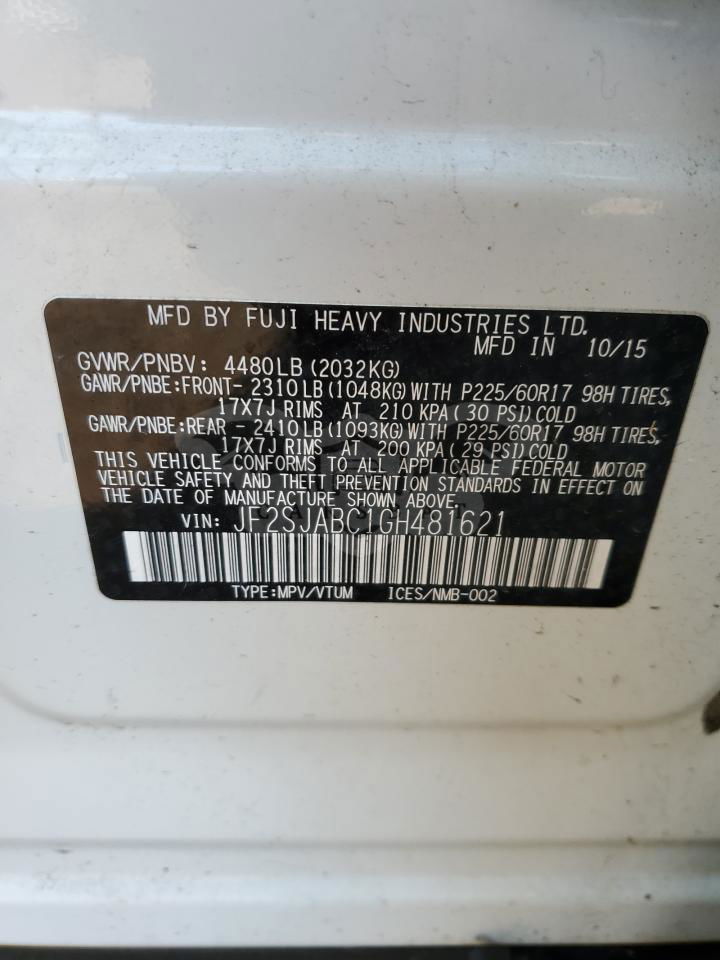 MFD BY FUJI HEAVY INDUSTRIES LTD.
MFD IN 10/15
GVWR/PNBV: 4480LB (2032KG)
GAWR/PNBE:FRONT- 2310LB (1048KG) WITH P225/60R17 98H TIRES,
17X7J RIMS AT 210 KPA ( 30 PSI) COLD
GAWR/PNBE:REAR - 2410LB (1093KG) WITH P225/60R17 98H TIRES,
17X7J RIMS AT 200 KPA ( 29 PSI) COLD
THIS VEHICLE CONFORMS TO ALL APPLICABLE FEDERAL MOTOR
VEHICLE SAFETY AND THEFT PREVENTION STANDARDS IN EFFECT ON
THE DATE OF MANUFACTURE SHOWN ABOVE.
VIN: JF2SJABC1GH481621
TYPE:MPV/VTUM ICES/NMB-002